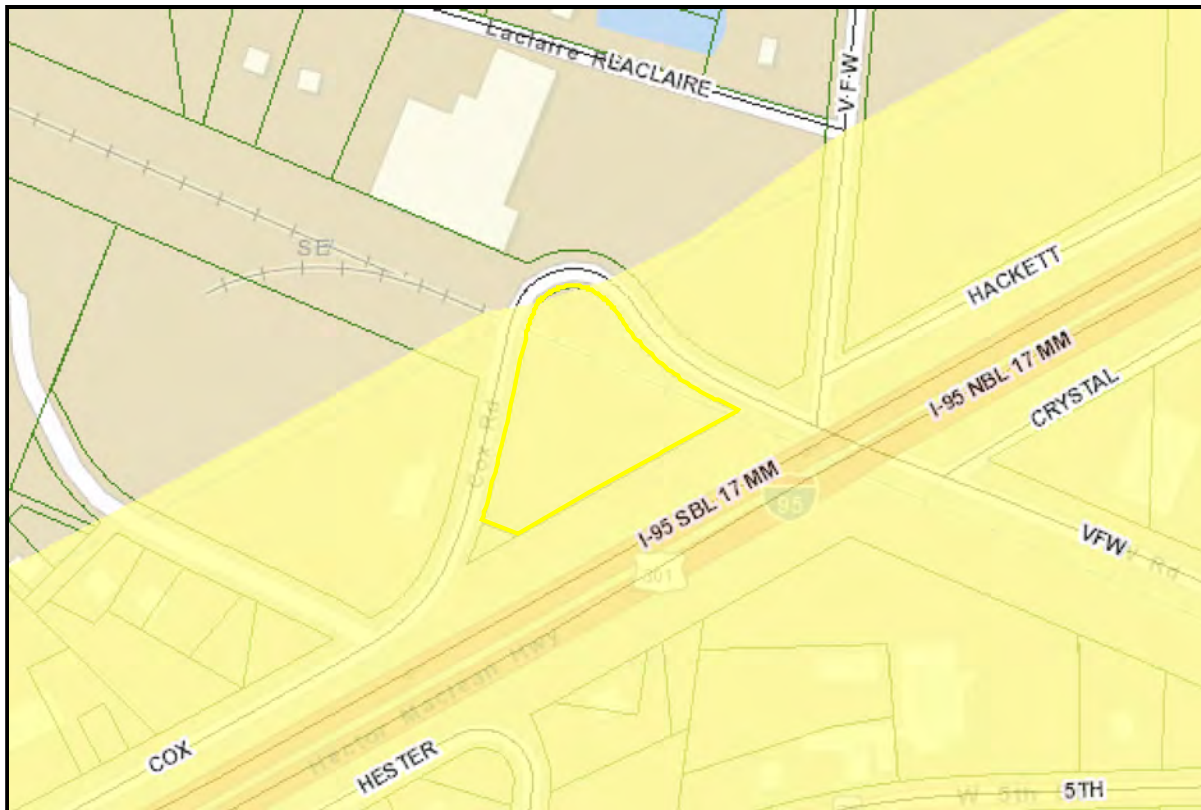 Laclaire R
LACLAIRE
V F W
SE
HACKETT
I-95 NBL 17 MM
CRYSTAL
Cox Rd
I-95 SBL 17 MM
95
VFW
V Rd
301
Hector Maclean Hwy
COX
HESTER
W 5th
5TH